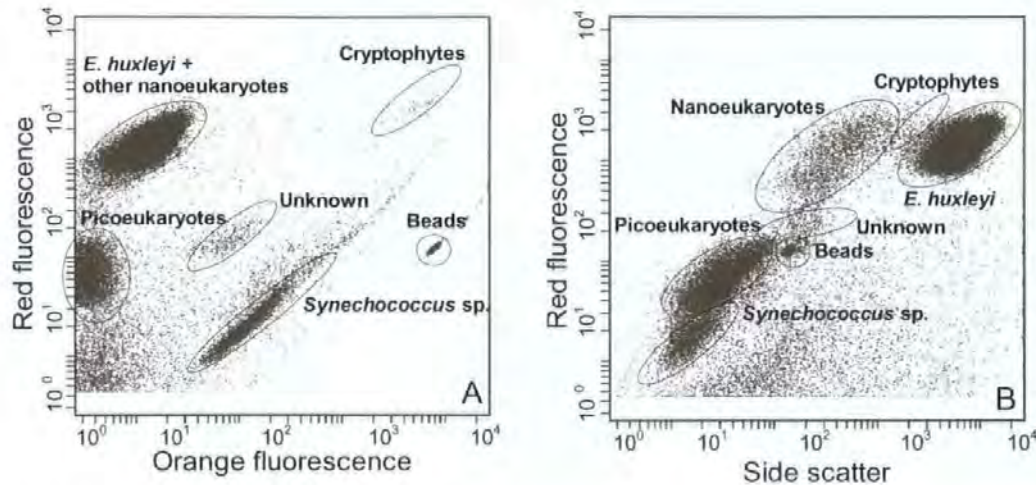 10⁴
10³
10²
10¹
10⁰
Red fluorescence
E. huxleyi +
other nanoeukaryotes
Cryptophytes
Picoeukaryotes
Unknown
Beads
Synechococcus sp.
A
10⁰ 10¹ 10² 10³ 10⁴
Orange fluorescence
10⁴
10³
10²
10¹
10⁰
Red fluorescence
Cryptophytes
Nanoeukaryotes
E. huxleyi
Picoeukaryotes
Unknown
Beads
Synechococcus sp.
B
10⁰ 10¹ 10² 10³ 10⁴
Side scatter